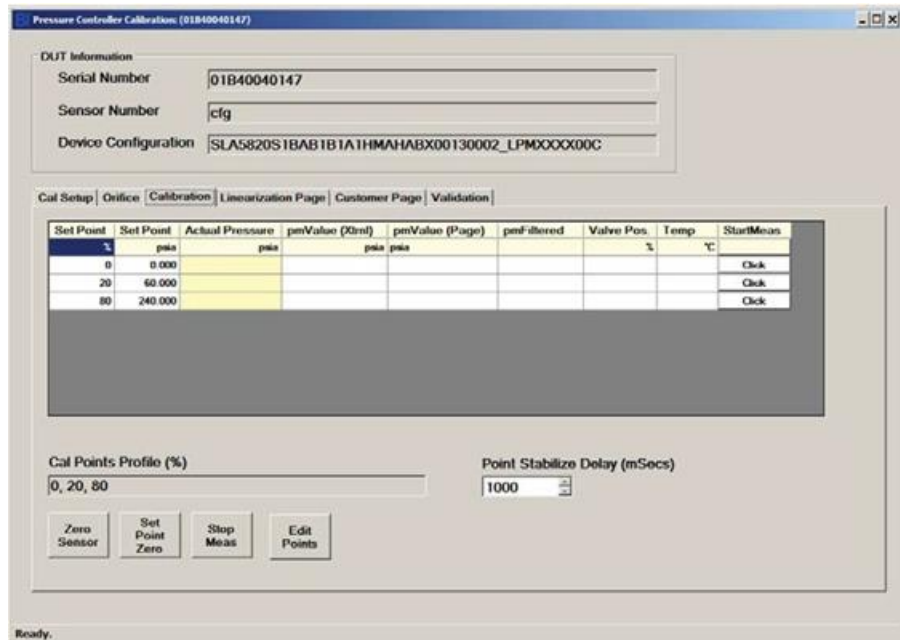 Pressure Controller Calibration: (01B40040147)
DUT Information
Serial Number 01B40040147
Sensor Number cfg
Device Configuration SLA5820S1BAB1B1A1HMAHABX00130002_LPMXXXX00C
Cal Setup Orifice Calibration Linearization Page Customer Page Validation
Set Point Set Point Actual Pressure pmValue (Xlrnl) pmValue (Page) pmFiltered Valve Pos. Temp StartMeas
% psia psia psia psia % °C
0 0.000 Click
20 60.000 Click
80 240.000 Click
Cal Points Profile (%) Point Stabilize Delay (mSecs)
0, 20, 80 1000
Zero Sensor Set Point Zero Stop Meas Edit Points
Ready.